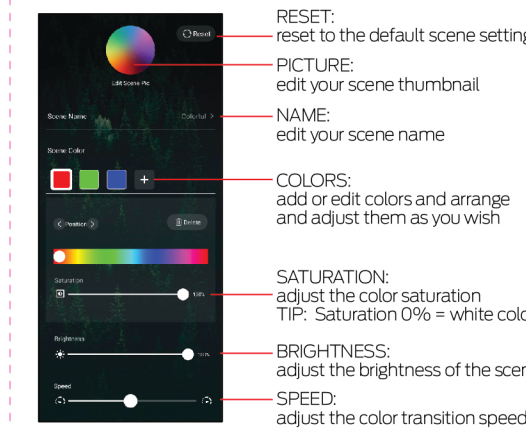 RESET:
reset to the default scene setting
Reset
PICTURE:
edit your scene thumbnail
Edit Scene Pic
NAME:
edit your scene name
Scene Name
Colorful >
Scene Color
+
COLORS:
add or edit colors and arrange
and adjust them as you wish
< Position >
Delete
SATURATION:
adjust the color saturation
TIP: Saturation 0% = white colo
Saturation
100%
BRIGHTNESS:
adjust the brightness of the scen
Brightness
100%
SPEED:
adjust the color transition speed
Speed